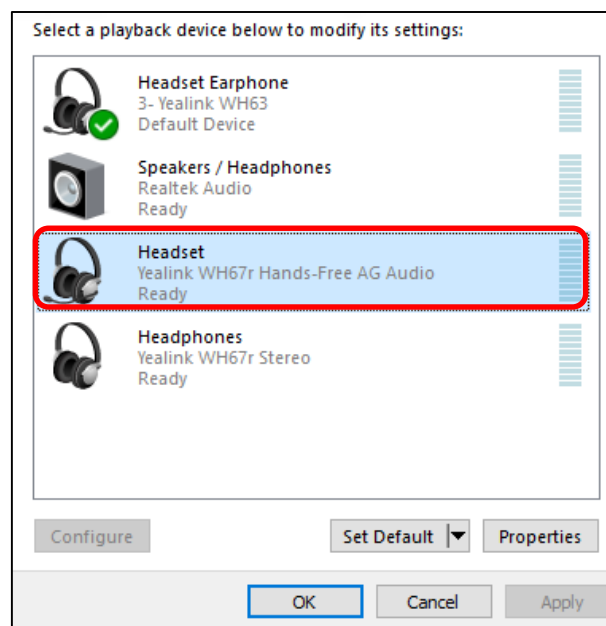 Select a playback device below to modify its settings:
Headset Earphone
3- Yealink WH63
Default Device
Speakers / Headphones
Realtek Audio
Ready
Headset
Yealink WH67r Hands-Free AG Audio
Ready
Headphones
Yealink WH67r Stereo
Ready
Configure Set Default Properties
OK Cancel Apply